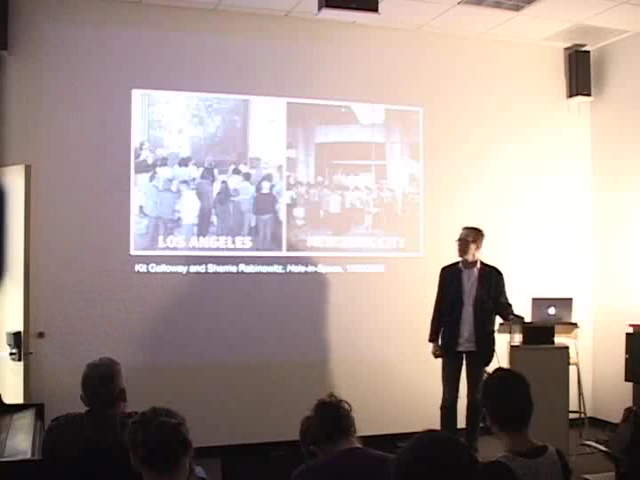 LOS ANGELES
CITY
Kit Galloway and Sherrie Rabinowitz, Hole-in-Space,